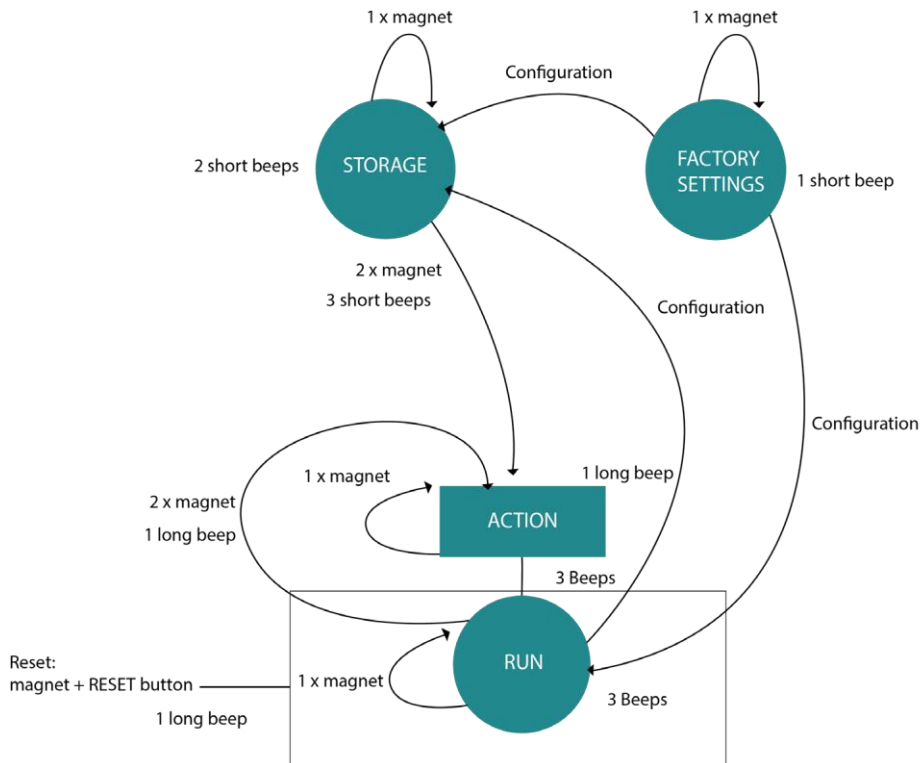 1 x magnet
1 x magnet
Configuration
STORAGE
FACTORY
SETTINGS
2 short beeps
1 short beep
2 x magnet
3 short beeps
Configuration
Configuration
1 x magnet
1 long beep
2 x magnet
1 long beep
ACTION
3 Beeps
Reset:
magnet + RESET button
1 long beep
1 x magnet
RUN
3 Beeps